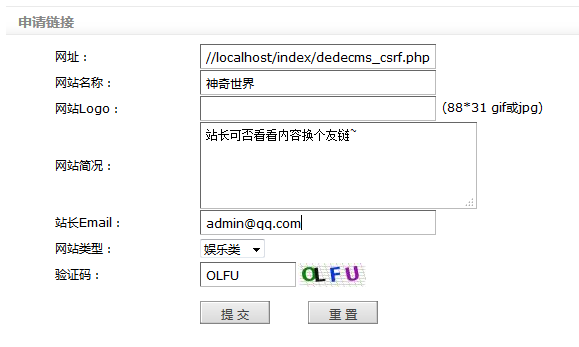 申请链接
网址： //localhost/index/dedecms_csrf.php
网站名称： 神奇世界
网站Logo： (88*31 gif或jpg)
站长可否看看内容换个友链~
网站简况：
站长Email： admin@qq.com
网站类型： 娱乐类
验证码： OLFU OLFU
提 交 重 置